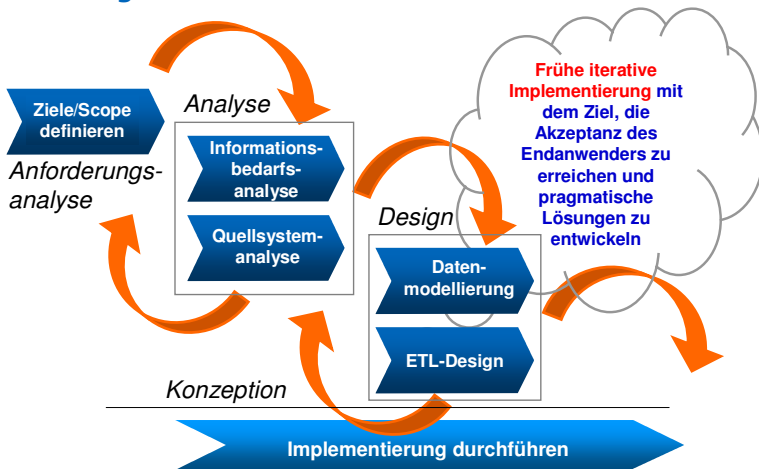 Ziele/Scope
definieren
Anforderungs-
analyse
Analyse
Informations-
bedarfs-
analyse
Quellsystem-
analyse
Design
Daten-
modellierung
ETL-Design
Frühe iterative
Implementierung mit
dem Ziel, die
Akzeptanz des
Endanwenders zu
erreichen und
pragmatische
Lösungen zu
entwickeln
Konzeption
Implementierung durchführen